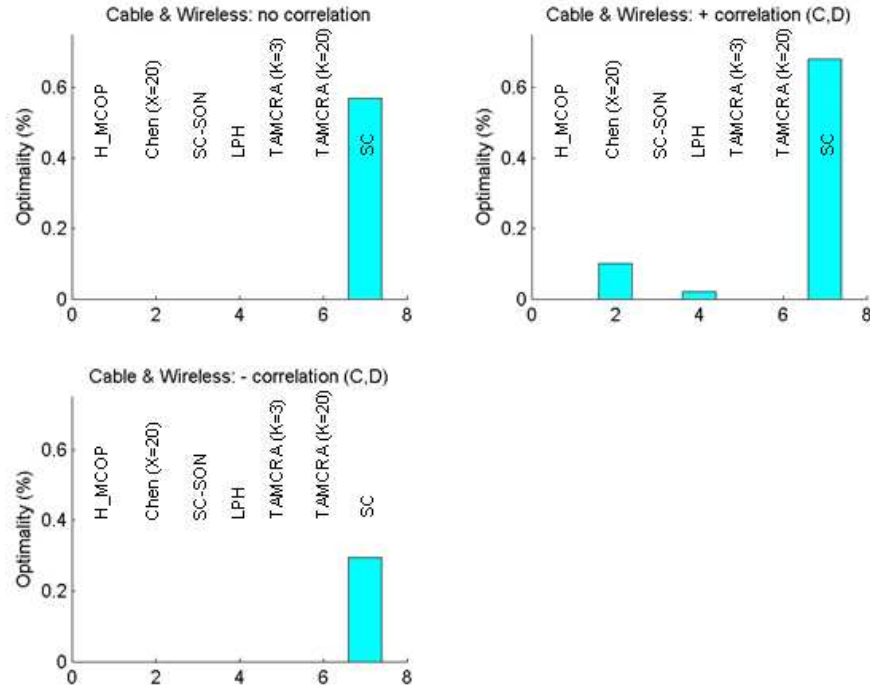 Cable & Wireless: no correlation
Optimality (%)
0.6
0.4
0.2
0
H_MCOP
Chen (X=20)
SC-SON
LPH
TAMCRA (K=3)
TAMCRA (K=20)
SC
0 2 4 6 8
Cable & Wireless: + correlation (C,D)
Optimality (%)
0.6
0.4
0.2
0
H_MCOP
Chen (X=20)
SC-SON
LPH
TAMCRA (K=3)
TAMCRA (K=20)
SC
0 2 4 6 8
Cable & Wireless: - correlation (C,D)
Optimality (%)
0.6
0.4
0.2
0
H_MCOP
Chen (X=20)
SC-SON
LPH
TAMCRA (K=3)
TAMCRA (K=20)
SC
0 2 4 6 8